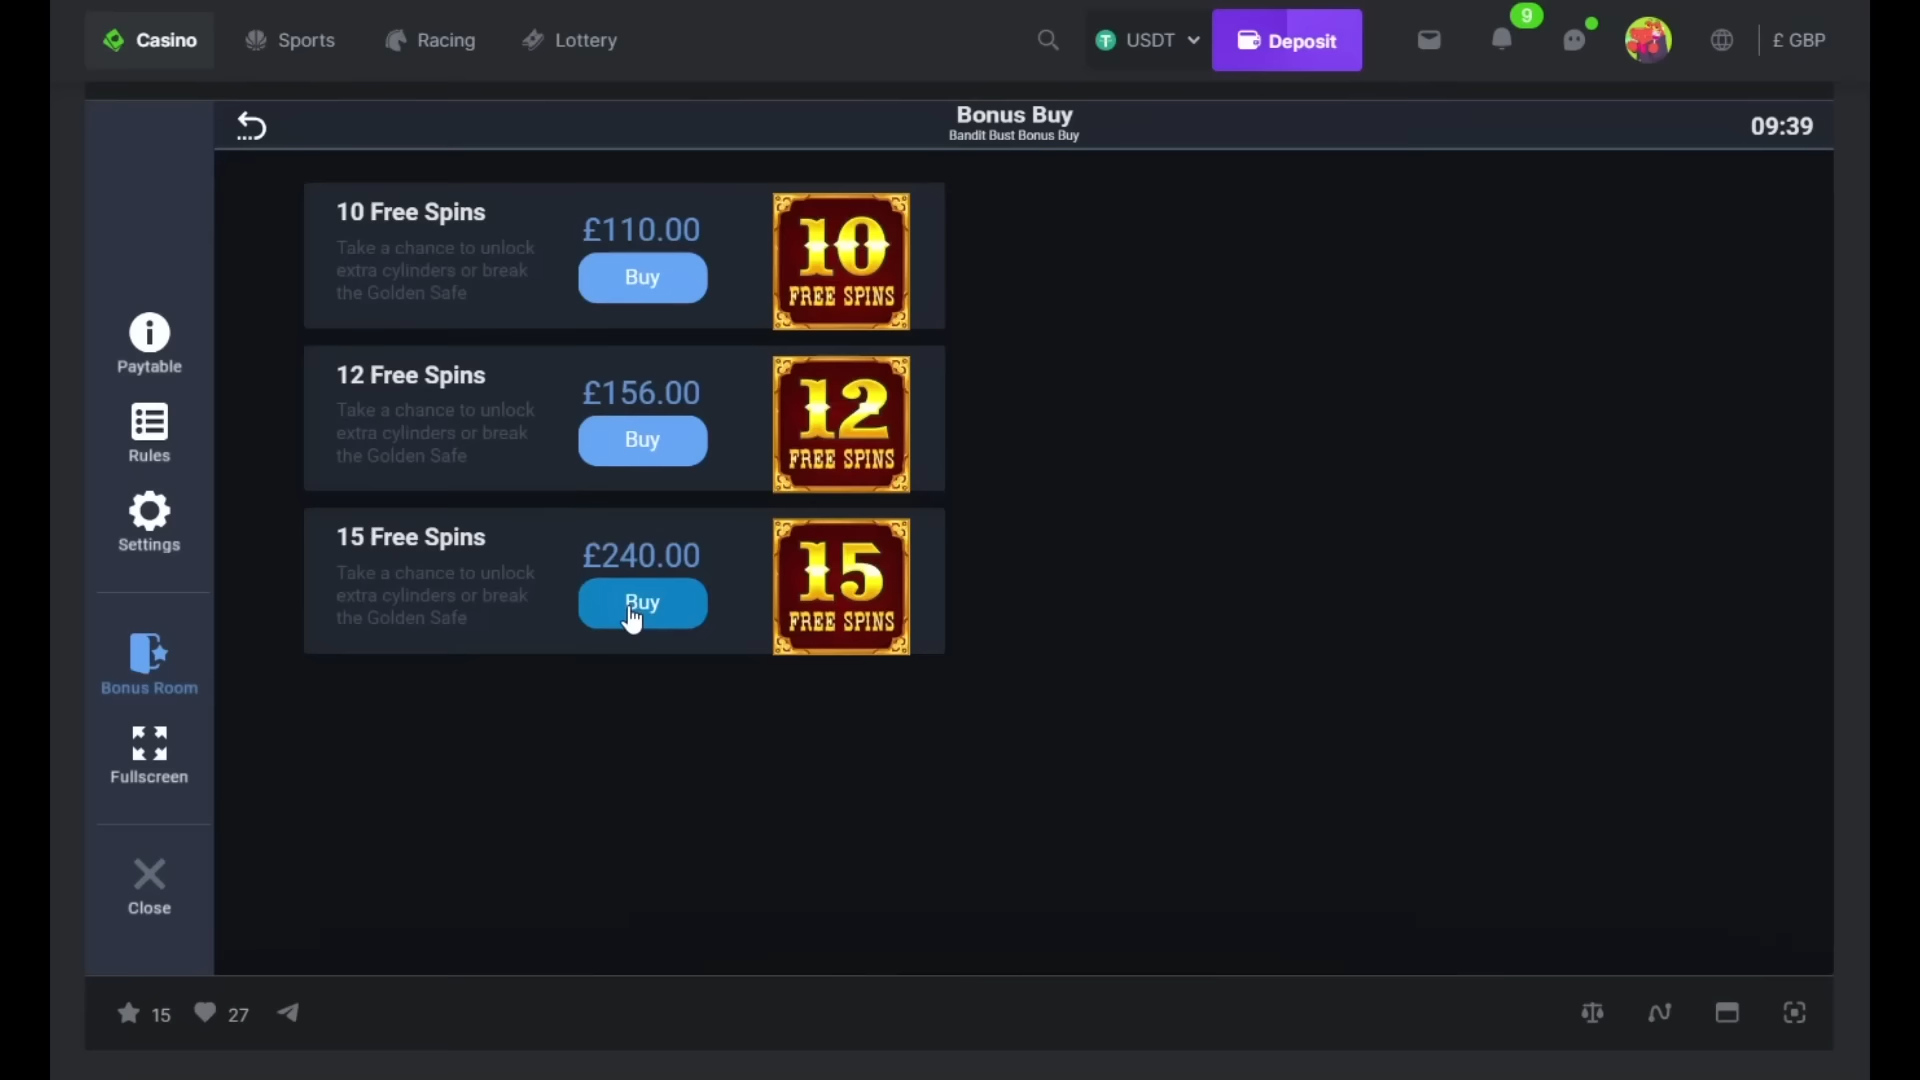 Casino
Sports
Racing
Lottery
USDT
Deposit
9
£ GBP
Bonus Buy
Bandit Bust Bonus Buy
09:39
10 Free Spins
Take a chance to unlock
extra cylinders or break
the Golden Safe
£110.00
Buy
10
FREE SPINS
12 Free Spins
Take a chance to unlock
extra cylinders or break
the Golden Safe
£156.00
Buy
12
FREE SPINS
15 Free Spins
Take a chance to unlock
extra cylinders or break
the Golden Safe
£240.00
Buy
15
FREE SPINS
Paytable
Rules
Settings
Bonus Room
Fullscreen
Close
15
27